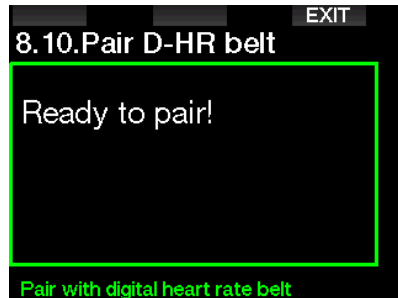 EXIT
8.10.Pair D-HR belt
Ready to pair!
Pair with digital heart rate belt